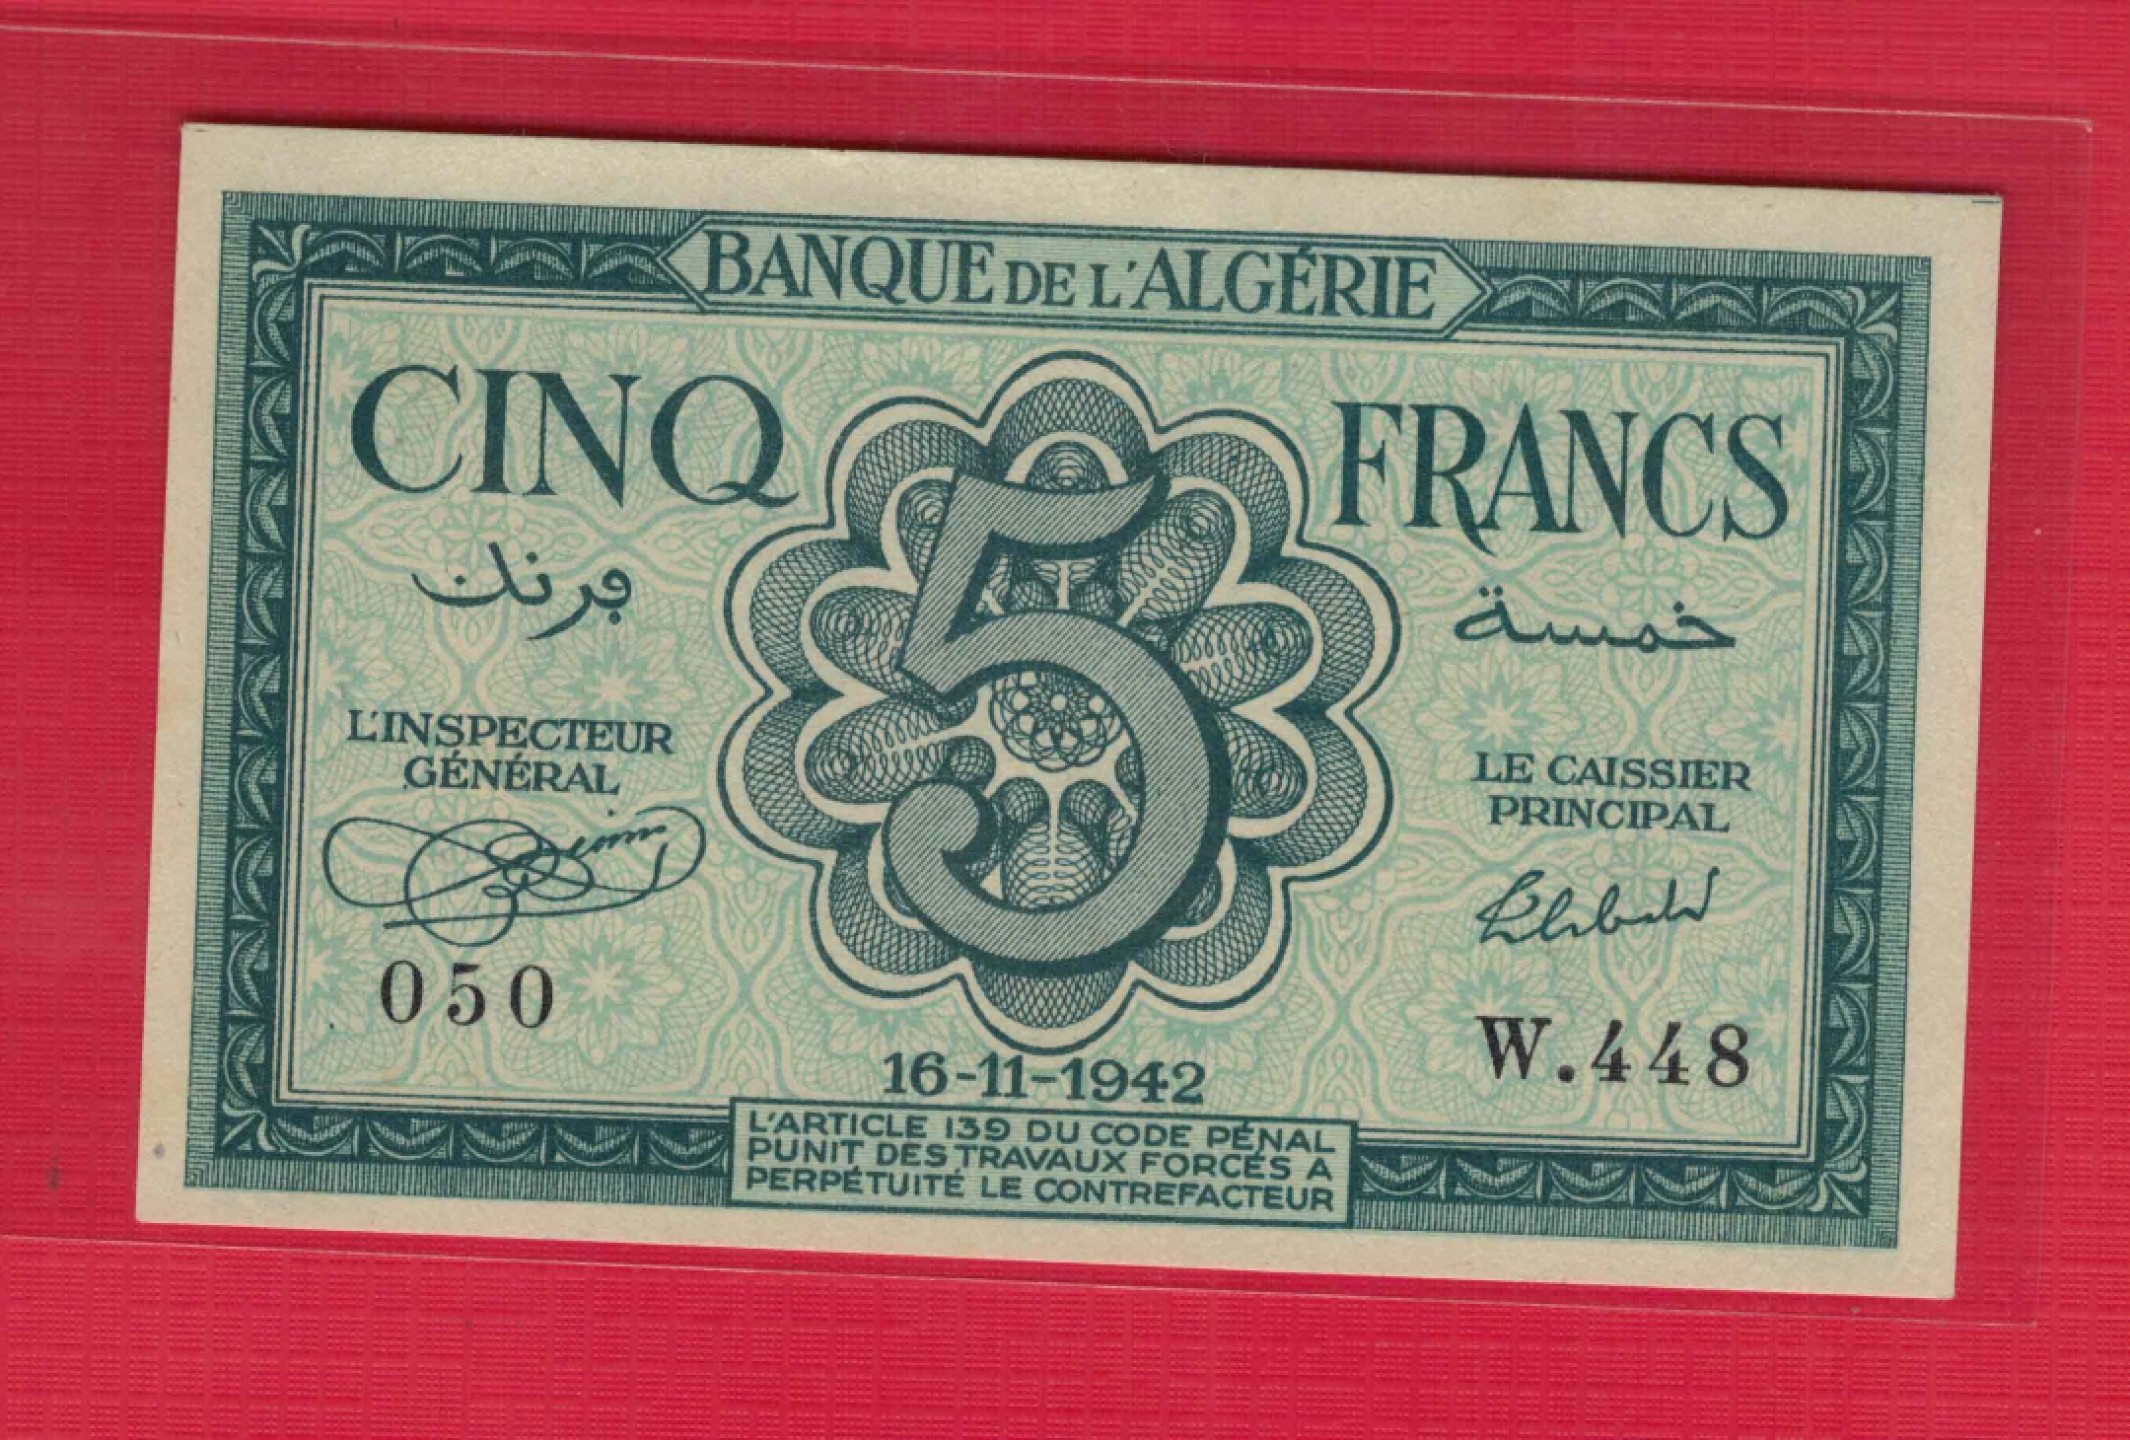 BANQUE DE L'ALGÉRIE
CINQ FRANCS
خمسة ڢرنك
L'INSPECTEUR
GÉNÉRAL
LE CAISSIER
PRINCIPAL
5
050
W.448
16-11-1942
L'ARTICLE 139 DU CODE PÉNAL
PUNIT DES TRAVAUX FORCÉS A
PERPÉTUITÉ LE CONTREFACTEUR